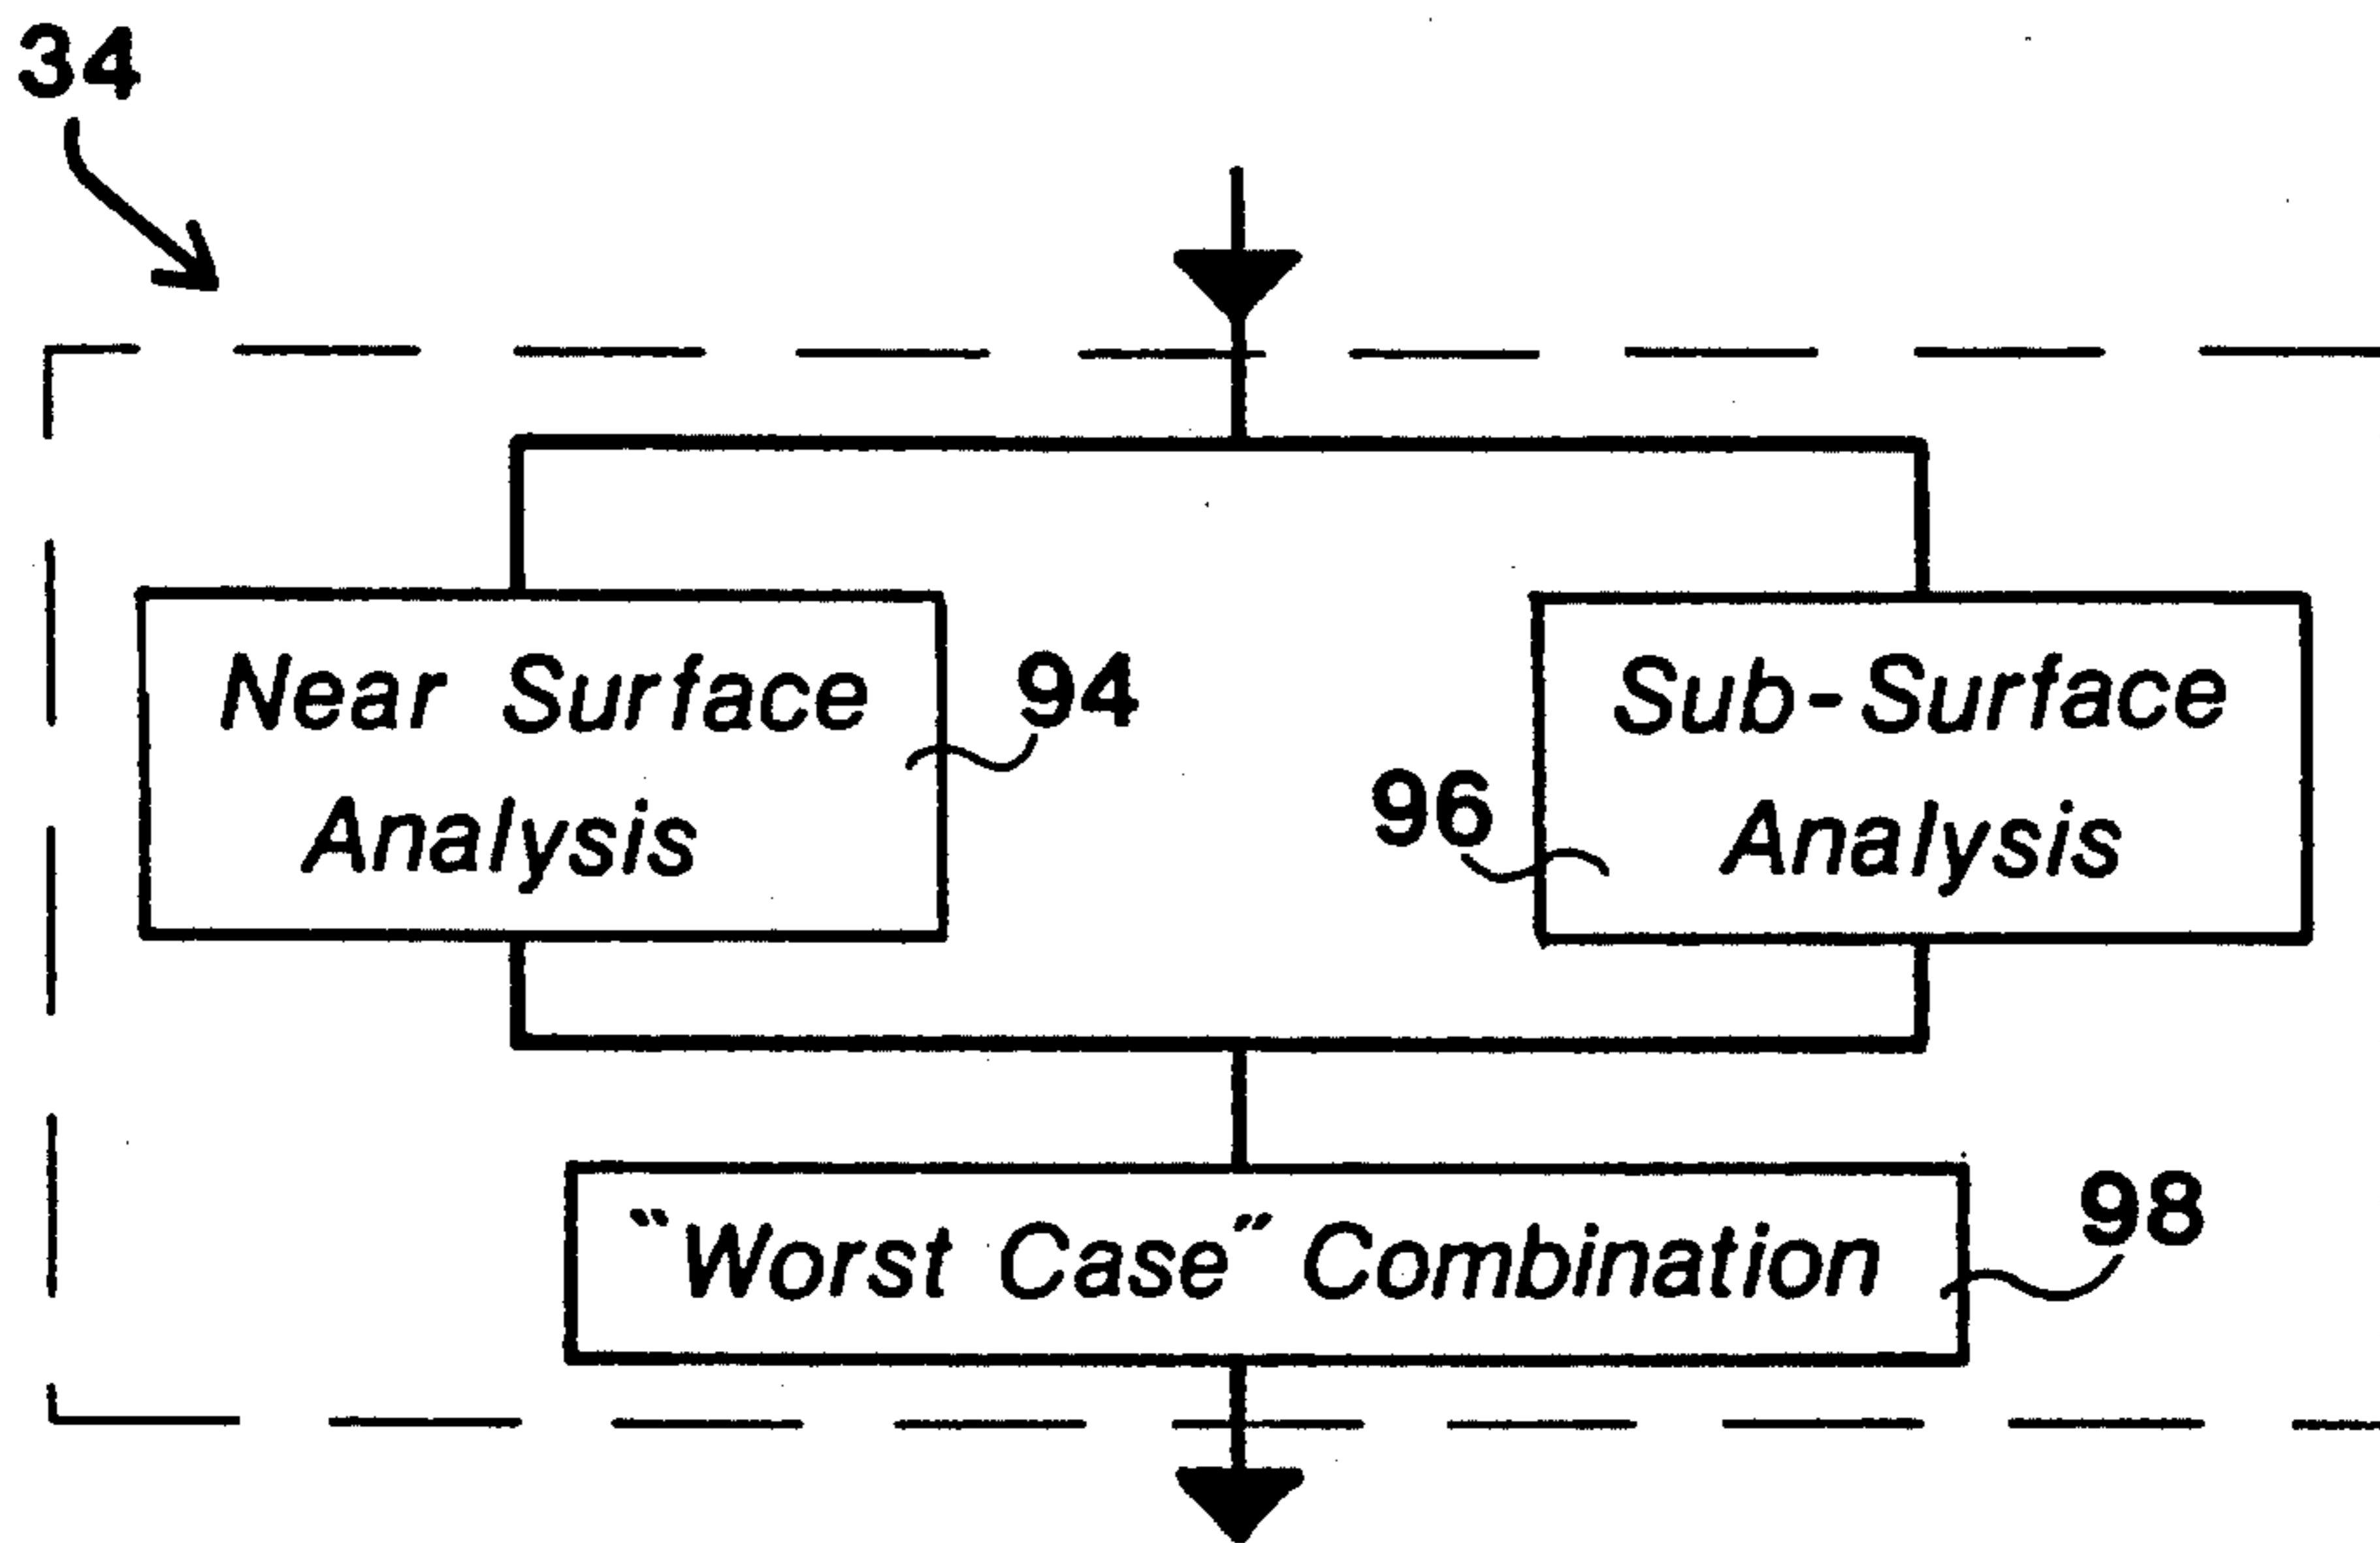 34
Near Surface
Analysis
94
Sub-Surface
Analysis
96
"Worst Case" Combination
98